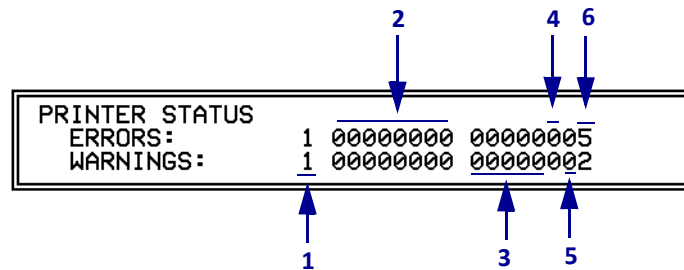 2 4 6
PRINTER STATUS
ERRORS: 1 00000000 00000005
WARNINGS: 1 00000000 00000002
1 3 5